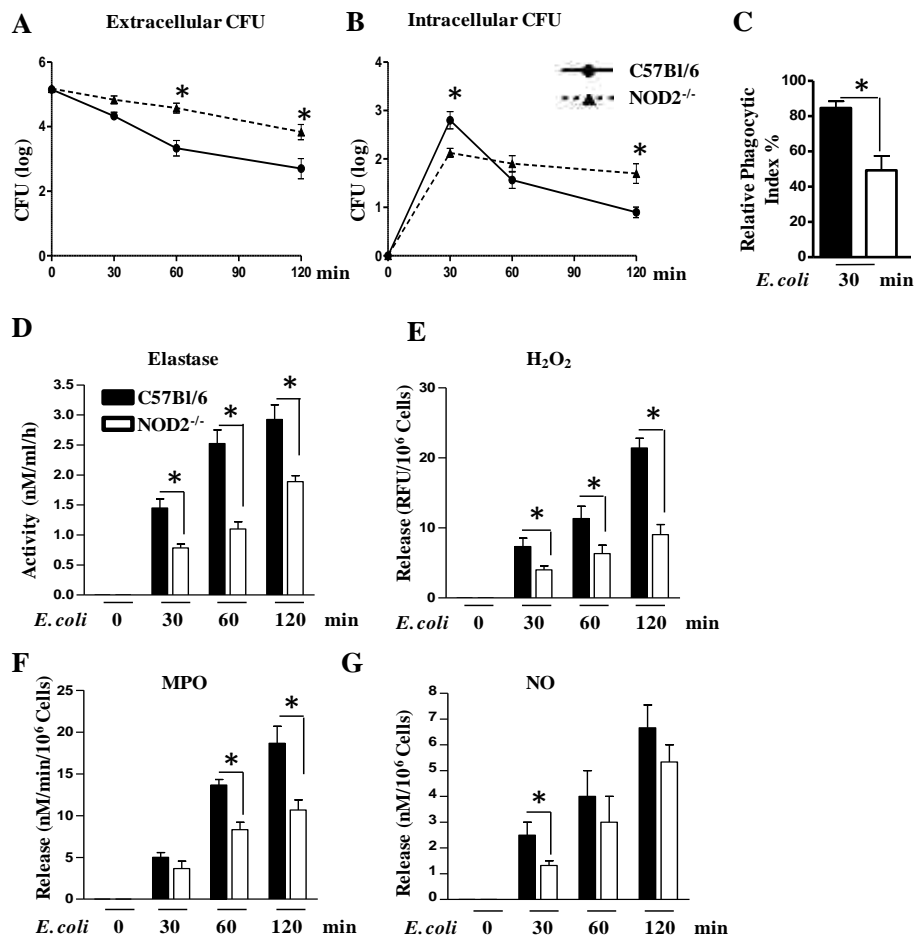 A
Extracellular CFU
CFU (log)
6
4
2
0
0 30 60 90 120 min
*
*
B
Intracellular CFU
CFU (log)
4
3
2
1
0
0 30 60 90 120 min
*
*
C57Bl/6
NOD2-/-
C
Relative Phagocytic
Index %
100
80
60
40
20
0
*
E. coli 30 min
D
Elastase
Activity (nM/ml/h)
3.5
3.0
2.5
2.0
1.5
1.0
0.5
0.0
C57Bl/6
NOD2-/-
*
*
*
E. coli 0 30 60 120 min
E
H₂O₂
Release (RFU/10⁶ Cells)
30
20
10
0
*
*
*
E. coli 0 30 60 120 min
F
MPO
Release (nM/min/10⁶ Cells)
25
20
15
10
5
0
*
*
E. coli 0 30 60 120 min
G
NO
Release (nM/10⁶ Cells)
8
7
6
5
4
3
2
1
0
*
E. coli 0 30 60 120 min